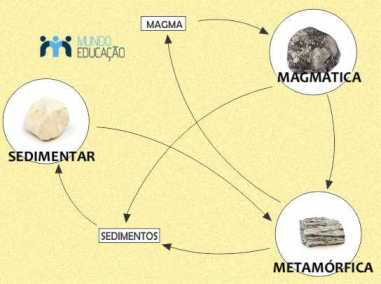 MAGMA
MUNDO
EDUCAÇÃO
MAGMÁTICA
SEDIMENTAR
SEDIMENTOS
METAMÓRFICA